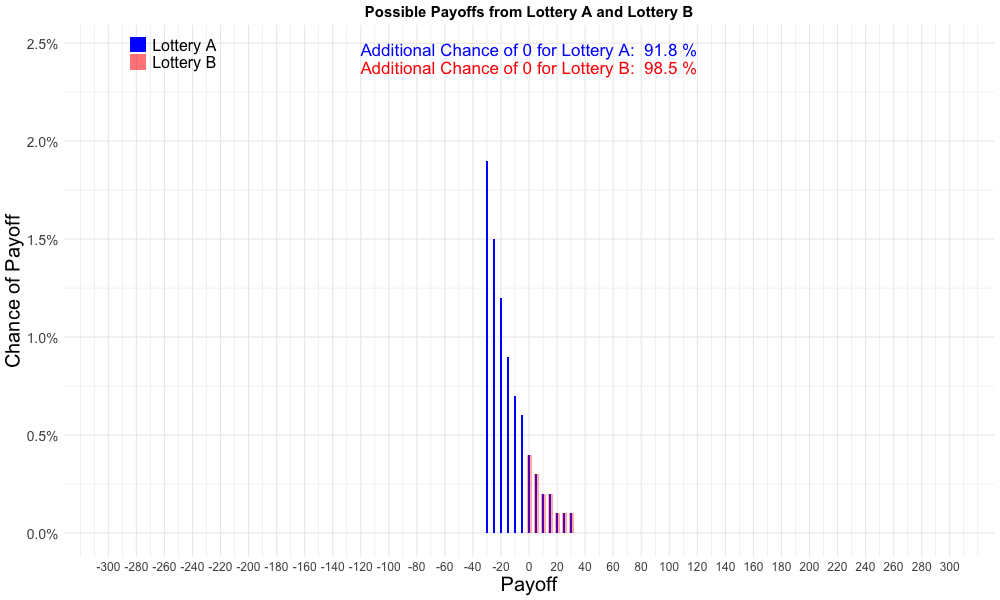 Possible Payoffs from Lottery A and Lottery B
Lottery A
Lottery B
Additional Chance of 0 for Lottery A: 91.8 %
Additional Chance of 0 for Lottery B: 98.5 %
Chance of Payoff
2.5%
2.0%
1.5%
1.0%
0.5%
0.0%
-300 -280 -260 -240 -220 -200 -180 -160 -140 -120 -100 -80 -60 -40 -20 0 20 40 60 80 100 120 140 160 180 200 220 240 260 280 300
Payoff